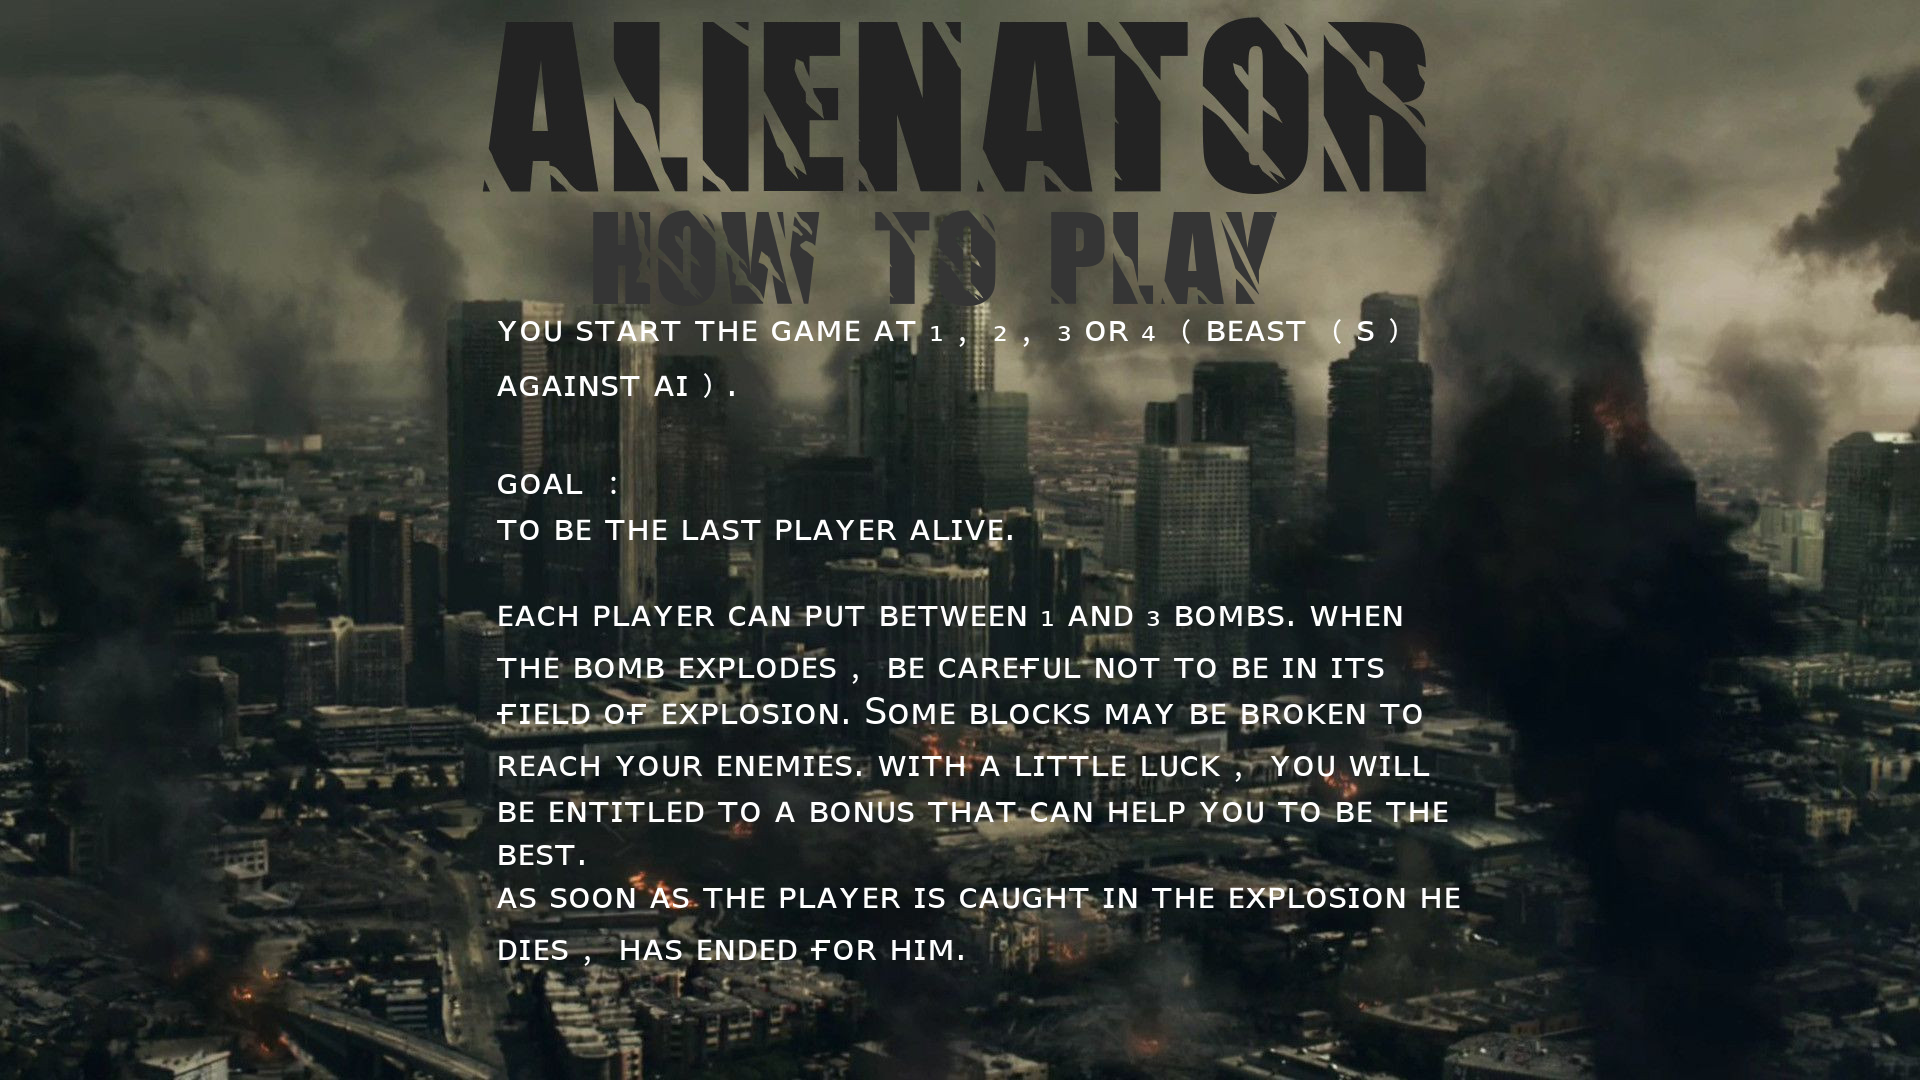 ALIENATOR
HOW TO PLAY
YOU START THE GAME AT 1 , 2 , 3 OR 4 ( BEAST ( S )
AGAINST AI ) .
GOAL :
TO BE THE LAST PLAYER ALIVE.
EACH PLAYER CAN PUT BETWEEN 1 AND 3 BOMBS. WHEN
THE BOMB EXPLODES , BE CAREFUL NOT TO BE IN ITS
FIELD OF EXPLOSION. SOME BLOCKS MAY BE BROKEN TO
REACH YOUR ENEMIES. WITH A LITTLE LUCK , YOU WILL
BE ENTITLED TO A BONUS THAT CAN HELP YOU TO BE THE
BEST.
AS SOON AS THE PLAYER IS CAUGHT IN THE EXPLOSION HE
DIES , HAS ENDED FOR HIM.